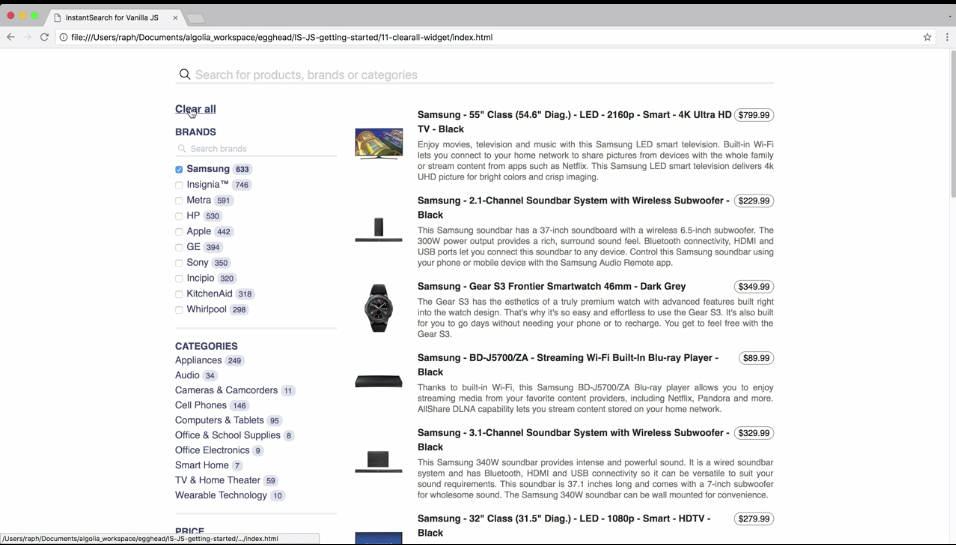 InstantSearch for Vanilla JS
file:///Users/raph/Documents/algolia_workspace/egghead/IS-JS-getting-started/11-clearall-widget/index.html
Search for products, brands or categories
Clear all
BRANDS
Search brands
Samsung 633
Insignia™ 746
Metra 591
HP 530
Apple 442
GE 394
Sony 350
Incipio 320
KitchenAid 318
Whirlpool 298
CATEGORIES
Appliances 249
Audio 34
Cameras & Camcorders 11
Cell Phones 146
Computers & Tablets 95
Office & School Supplies 8
Office Electronics 9
Smart Home 7
TV & Home Theater 59
Wearable Technology 10
PRICE
Samsung - 55" Class (54.6" Diag.) - LED - 2160p - Smart - 4K Ultra HD $799.99
TV - Black
Enjoy movies, television and music with this Samsung LED smart television. Built-in Wi-Fi
lets you connect to your home network to share pictures from devices with the whole family
or stream content from apps such as Netflix. This Samsung LED smart television delivers 4k
UHD picture for bright colors and crisp imaging.
Samsung - 2.1-Channel Soundbar System with Wireless Subwoofer - $229.99
Black
This Samsung soundbar has a 37-inch soundboard with a wireless 6.5-inch subwoofer. The
300W power output provides a rich, surround sound feel. Bluetooth connectivity, HDMI and
USB ports let you connect this soundbar to any device. Control this Samsung soundbar using
your phone or mobile device with the Samsung Audio Remote app.
Samsung - Gear S3 Frontier Smartwatch 46mm - Dark Grey $349.99
The Gear S3 has the esthetics of a truly premium watch with advanced features built right
into the watch design. That's why it's so easy and effortless to use the Gear S3. It's also built
for you to go days without needing your phone or to recharge. You get to feel free with the
Gear S3.
Samsung - BD-J5700/ZA - Streaming Wi-Fi Built-In Blu-ray Player - $89.99
Black
Thanks to built-in Wi-Fi, this Samsung BD-J5700/ZA Blu-ray player allows you to enjoy
streaming media from your favorite content providers, including Netflix, Pandora and more.
AllShare DLNA capability lets you stream content stored on your home network.
Samsung - 3.1-Channel Soundbar System with Wireless Subwoofer - $329.99
Black
This Samsung 340W soundbar provides intense and powerful sound. It is a wired soundbar
system and has Bluetooth, HDMI and USB connectivity so it can be versatile to suit your
sound requirements. This soundbar is 37.1 inches long and comes with a 7-inch subwoofer
for wholesome sound. The Samsung 340W soundbar can be wall mounted for convenience.
Samsung - 32" Class (31.5" Diag.) - LED - 1080p - Smart - HDTV - $279.99
Black
/Users/raph/Documents/algolia_workspace/egghead/IS-JS-getting-started/.../index.html